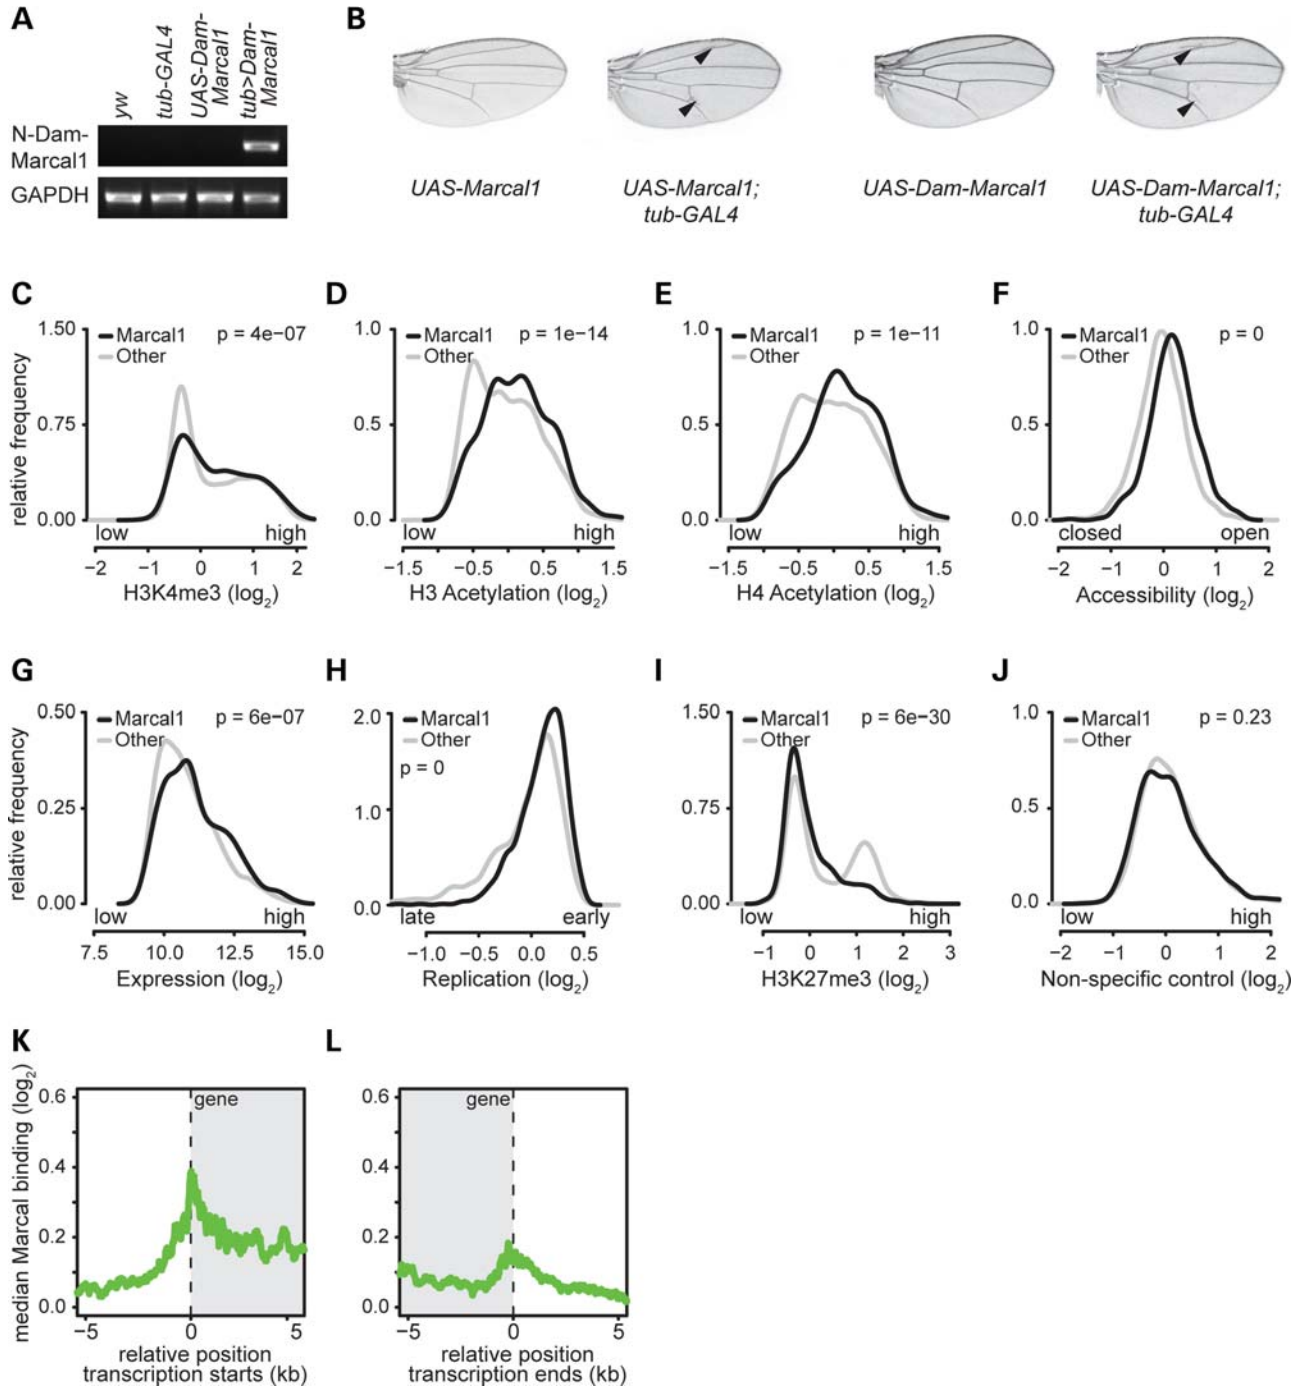 A
yw
tub-GAL4
UAS-Dam-
Marcal1
tub>Dam-
Marcal1
N-Dam-
Marcal1
GAPDH
B
UAS-Marcal1
UAS-Marcal1;
tub-GAL4
UAS-Dam-Marcal1
UAS-Dam-Marcal1;
tub-GAL4
C
relative frequency
1.50
0.75
0.00
Marcal1
Other
p = 4e−07
low
high
−2 −1 0 1 2
H3K4me3 (log2)
D
1.0
0.5
0.0
Marcal1
Other
p = 1e−14
low
high
−1.5 −0.5 0.5 1.5
H3 Acetylation (log2)
E
1.0
0.5
0.0
Marcal1
Other
p = 1e−11
low
high
−1.5 −0.5 0.5 1.5
H4 Acetylation (log2)
F
1.0
0.5
0.0
Marcal1
Other
p = 0
closed
open
−2 −1 0 1 2
Accessibility (log2)
G
relative frequency
0.50
0.25
0.00
Marcal1
Other
p = 6e−07
low
high
7.5 10.0 12.5 15.0
Expression (log2)
H
2.0
1.0
0.0
Marcal1
Other
p = 0
late
early
−1.0 −0.5 0.0 0.5
Replication (log2)
I
1.50
0.75
0.00
Marcal1
Other
p = 6e−30
low
high
−1 0 1 2 3
H3K27me3 (log2)
J
1.0
0.5
0.0
Marcal1
Other
p = 0.23
low
high
−2 −1 0 1 2
Non-specific control (log2)
K
median Marcal binding (log2)
0.6
0.4
0.2
0.0
gene
−5 0 5
relative position
transcription starts (kb)
L
0.6
0.4
0.2
0.0
gene
−5 0 5
relative position
transcription ends (kb)